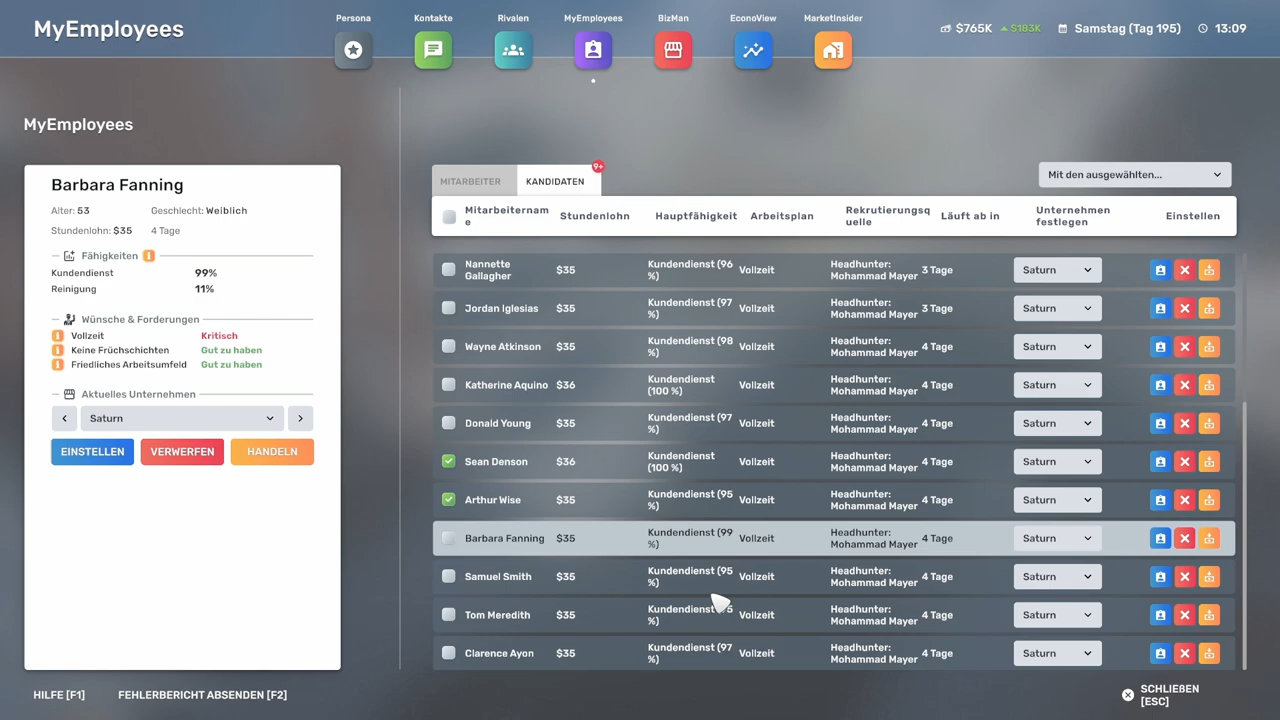 MyEmployees
Persona
Kontakte
Rivalen
MyEmployees
BizMan
EconoView
MarketInsider
$765K
$183K
Samstag (Tag 195)
13:09
MyEmployees
Barbara Fanning
Alter: 53
Geschlecht: Weiblich
Stundenlohn: $35
4 Tage
Fähigkeiten
Kundendienst 99%
Reinigung 11%
Wünsche & Forderungen
Vollzeit Kritisch
Keine Früchschichten Gut zu haben
Friedliches Arbeitsumfeld Gut zu haben
Aktuelles Unternehmen
Saturn
EINSTELLEN
VERWERFEN
HANDELN
MITARBEITER
KANDIDATEN
9+
Mit den ausgewählten...
Mitarbeiternam
e
Stundenlohn
Hauptfähigkeit
Arbeitsplan
Rekrutierungsq
uelle
Läuft ab in
Unternehmen
festlegen
Einstellen
Nannette
Gallagher
$35
Kundendienst (96
%)
Vollzeit
Headhunter:
Mohammad Mayer
3 Tage
Saturn
Jordan Iglesias
$35
Kundendienst (97
%)
Vollzeit
Headhunter:
Mohammad Mayer
3 Tage
Saturn
Wayne Atkinson
$35
Kundendienst (98
%)
Vollzeit
Headhunter:
Mohammad Mayer
4 Tage
Saturn
Katherine Aquino
$36
Kundendienst
(100 %)
Vollzeit
Headhunter:
Mohammad Mayer
4 Tage
Saturn
Donald Young
$35
Kundendienst (97
%)
Vollzeit
Headhunter:
Mohammad Mayer
4 Tage
Saturn
Sean Denson
$36
Kundendienst
(100 %)
Vollzeit
Headhunter:
Mohammad Mayer
4 Tage
Saturn
Arthur Wise
$35
Kundendienst (95
%)
Vollzeit
Headhunter:
Mohammad Mayer
4 Tage
Saturn
Barbara Fanning
$35
Kundendienst (99
%)
Vollzeit
Headhunter:
Mohammad Mayer
4 Tage
Saturn
Samuel Smith
$35
Kundendienst (95
%)
Vollzeit
Headhunter:
Mohammad Mayer
4 Tage
Saturn
Tom Meredith
$35
Kundendienst
%)
Vollzeit
Headhunter:
Mohammad Mayer
4 Tage
Saturn
Clarence Ayon
$35
Kundendienst (97
%)
Vollzeit
Headhunter:
Mohammad Mayer
4 Tage
Saturn
HILFE [F1]
FEHLERBERICHT ABSENDEN [F2]
SCHLIEẞEN
[ESC]